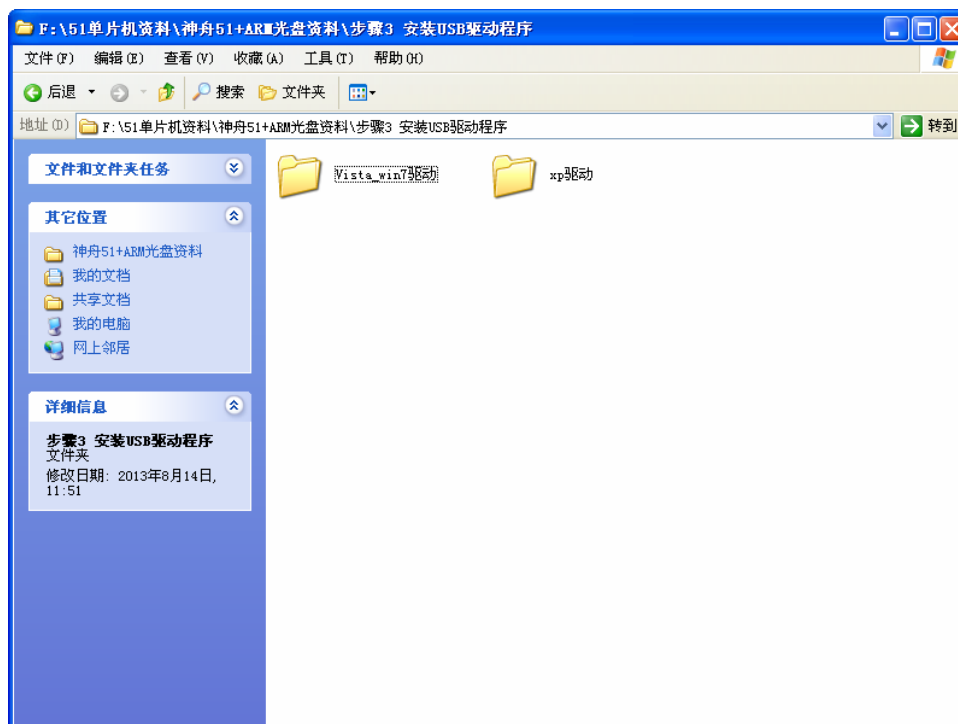 F:\51单片机资料\神舟51+ARM光盘资料\步骤3 安装USB驱动程序
文件(F) 编辑(E) 查看(V) 收藏(A) 工具(T) 帮助(H)
后退 搜索 文件夹
地址(D) F:\51单片机资料\神舟51+ARM光盘资料\步骤3 安装USB驱动程序 转到
文件和文件夹任务
Vista_win7驱动 xp驱动
其它位置
神舟51+ARM光盘资料
我的文档
共享文档
我的电脑
网上邻居
详细信息
步骤3 安装USB驱动程序
文件夹
修改日期: 2013年8月14日,
11:51